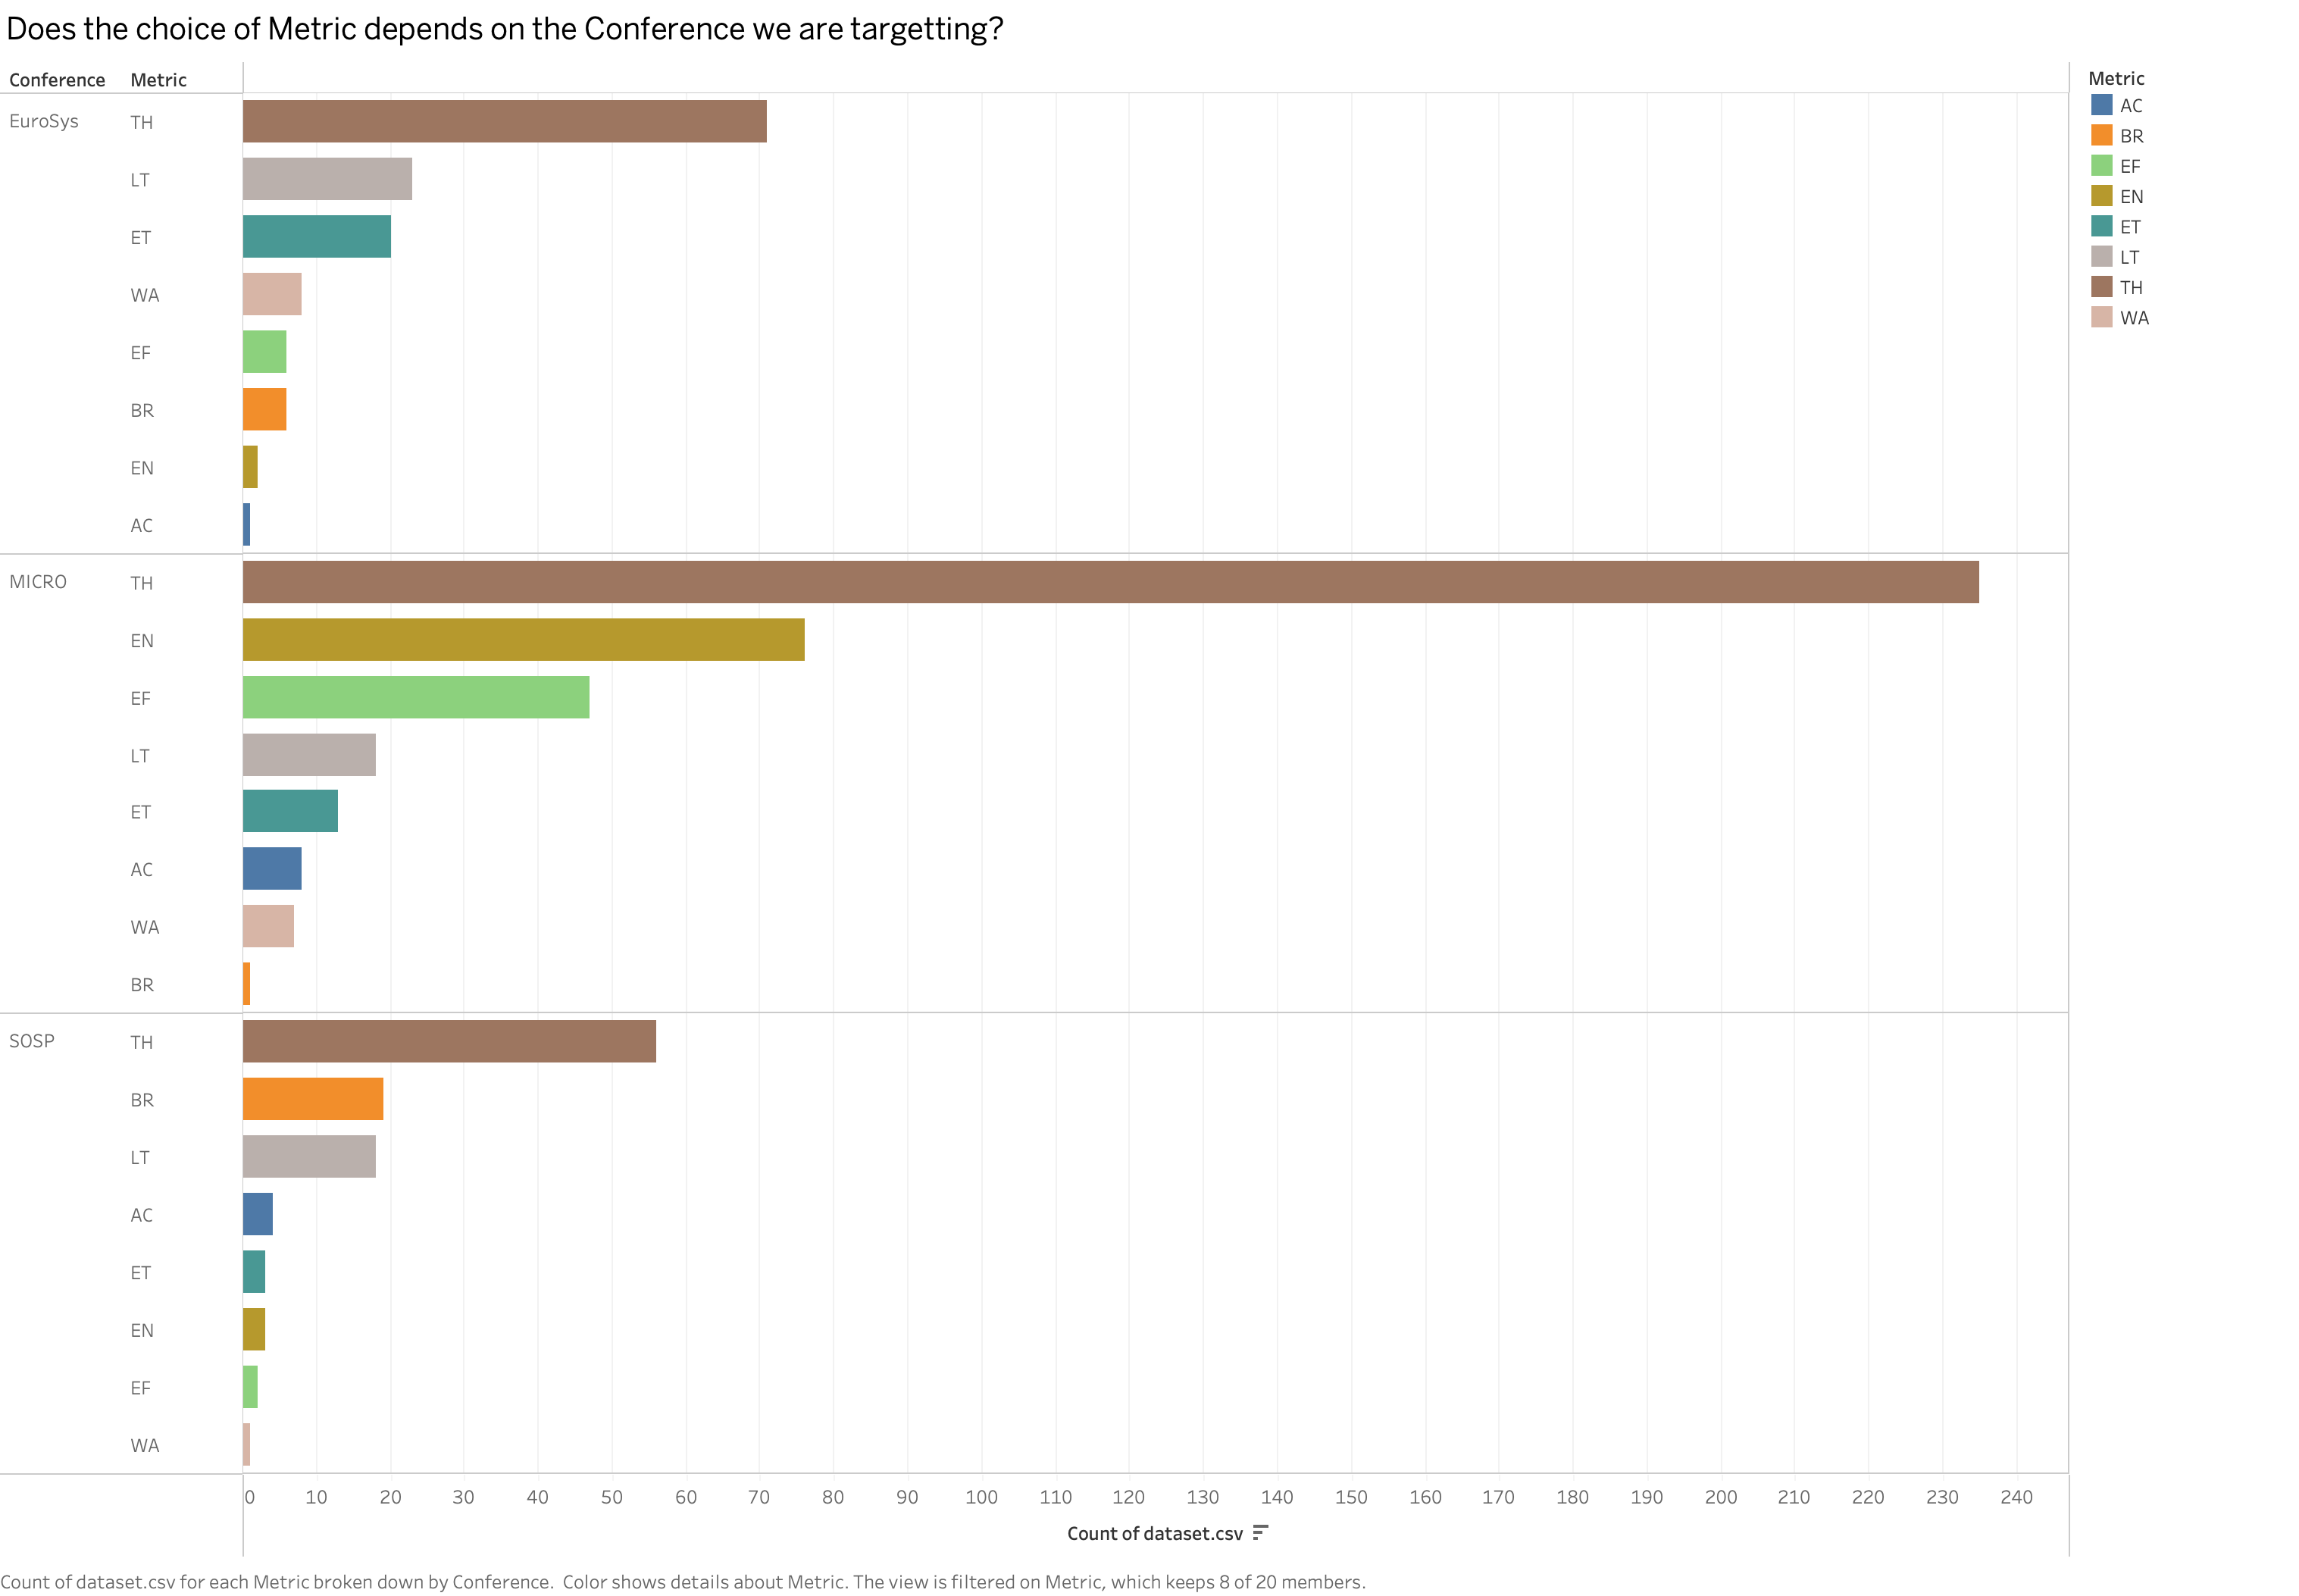 Does the choice of Metric depends on the Conference we are targetting?
Conference Metric
Metric
AC
BR
EF
EN
ET
LT
TH
WA
EuroSys TH
LT
ET
WA
EF
BR
EN
AC
MICRO TH
EN
EF
LT
ET
AC
WA
BR
SOSP TH
BR
LT
AC
ET
EN
EF
WA
0 10 20 30 40 50 60 70 80 90 100 110 120 130 140 150 160 170 180 190 200 210 220 230 240
Count of dataset.csv
Count of dataset.csv for each Metric broken down by Conference.  Color shows details about Metric. The view is filtered on Metric, which keeps 8 of 20 members.